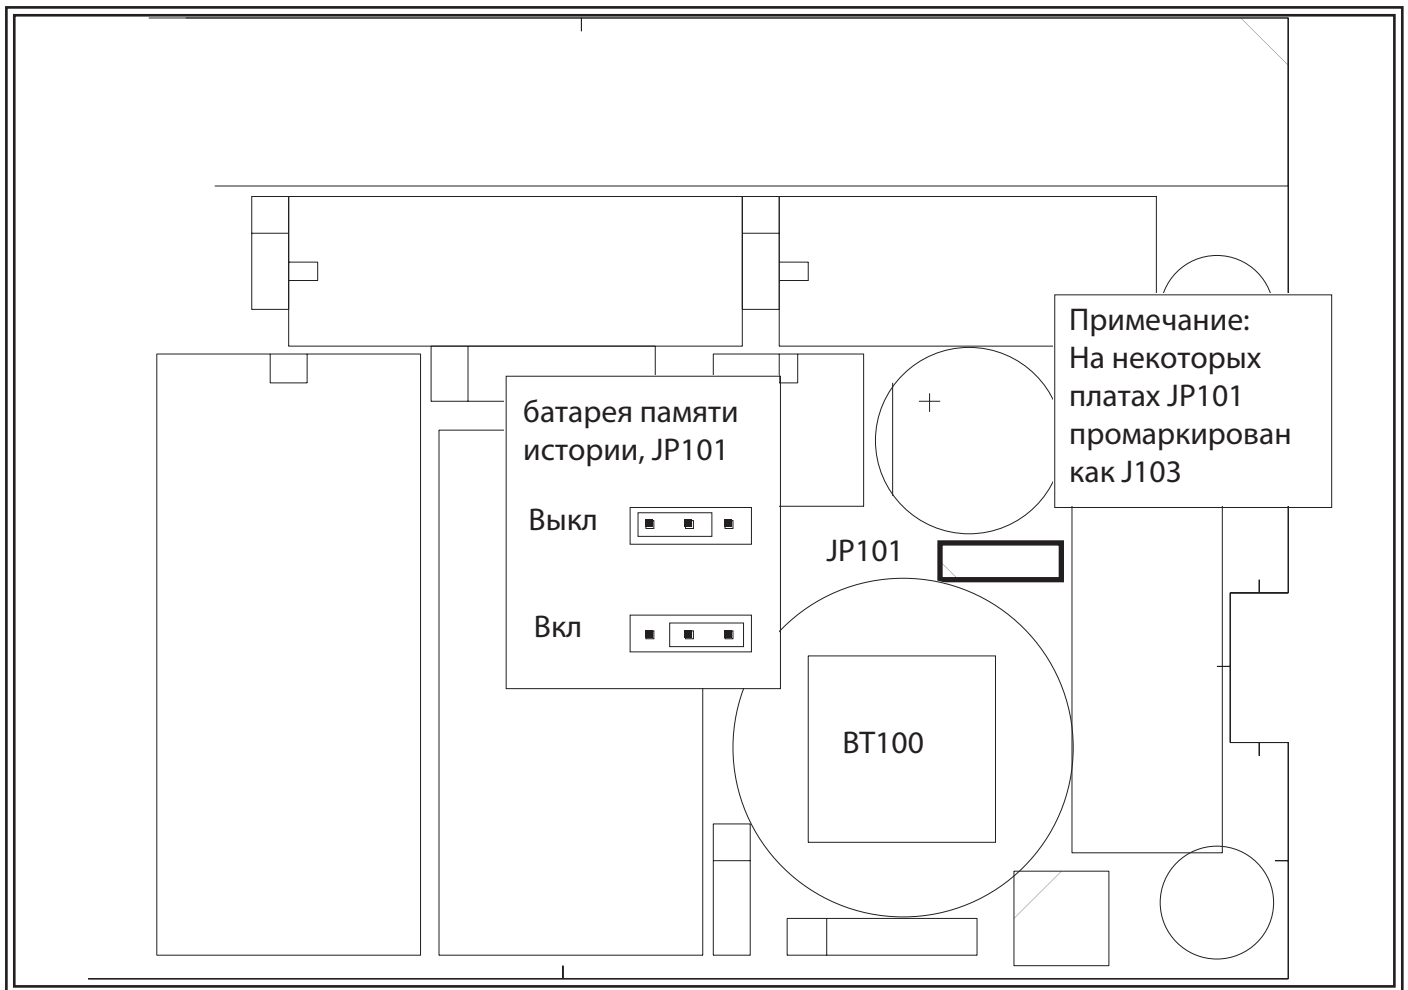 батарея памяти
истории, JP101
Выкл
Вкл
Примечание:
На некоторых
платах JP101
промаркирован
как J103
JP101
BT100